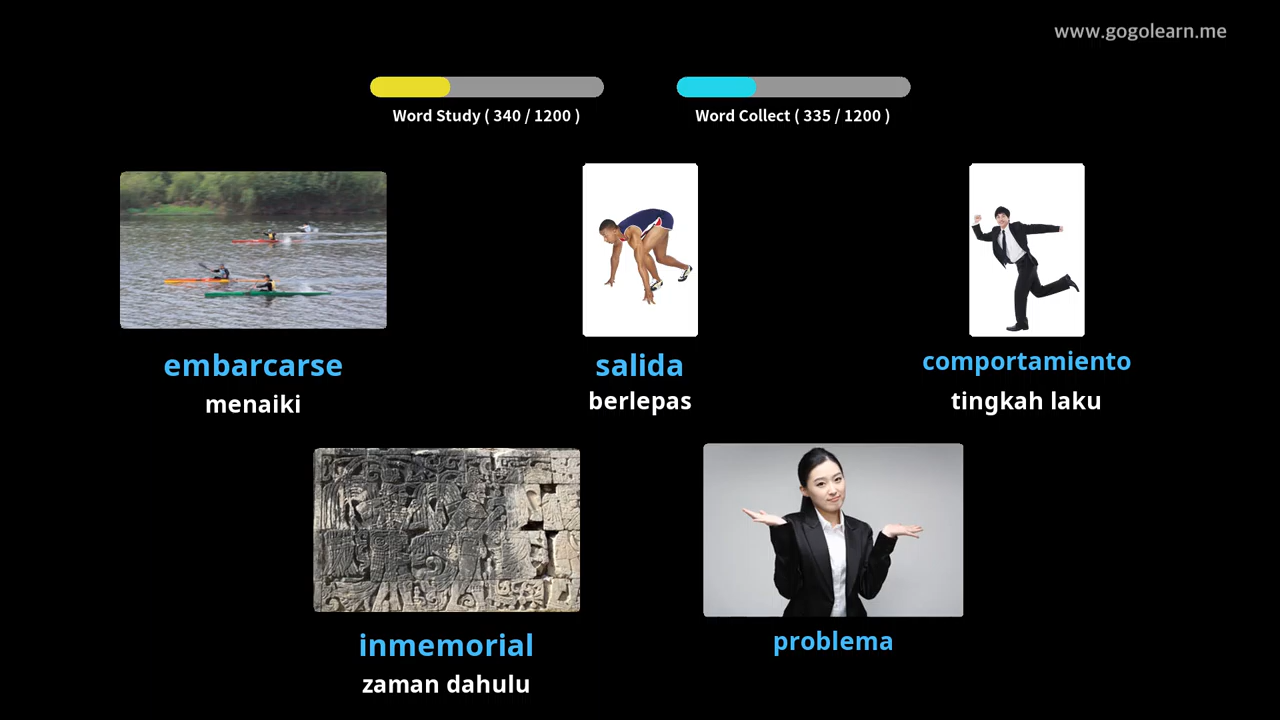 www.gogolearn.me
Word Study ( 340 / 1200 )
Word Collect ( 335 / 1200 )
embarcarse
menaiki
salida
berlepas
comportamiento
tingkah laku
inmemorial
zaman dahulu
problema